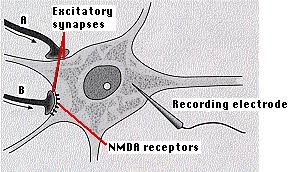 Excitatory
synapses
A
B
Recording electrode
NMDA receptors